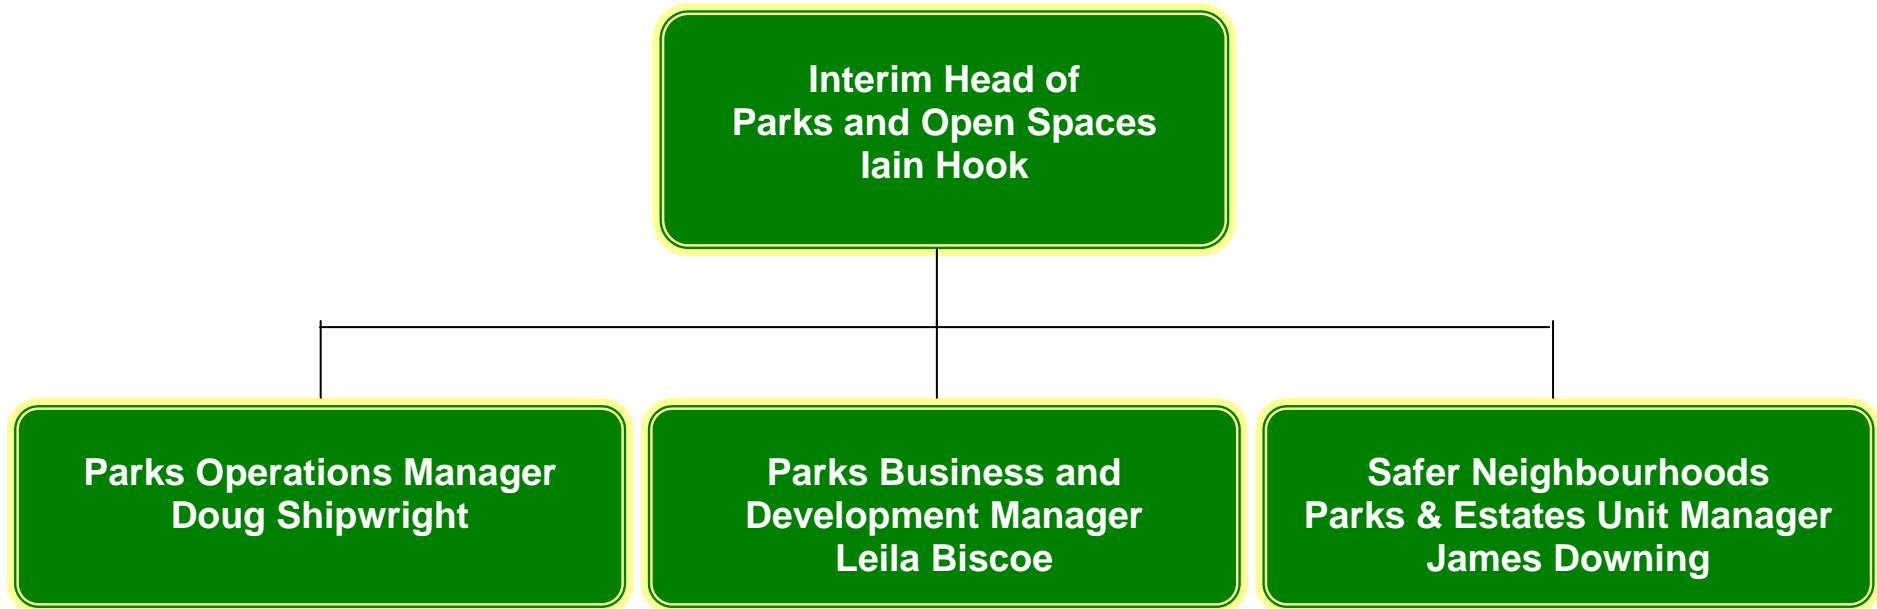 Interim Head of
Parks and Open Spaces
Iain Hook
Parks Operations Manager
Doug Shipwright
Parks Business and
Development Manager
Leila Biscoe
Safer Neighbourhoods
Parks & Estates Unit Manager
James Downing